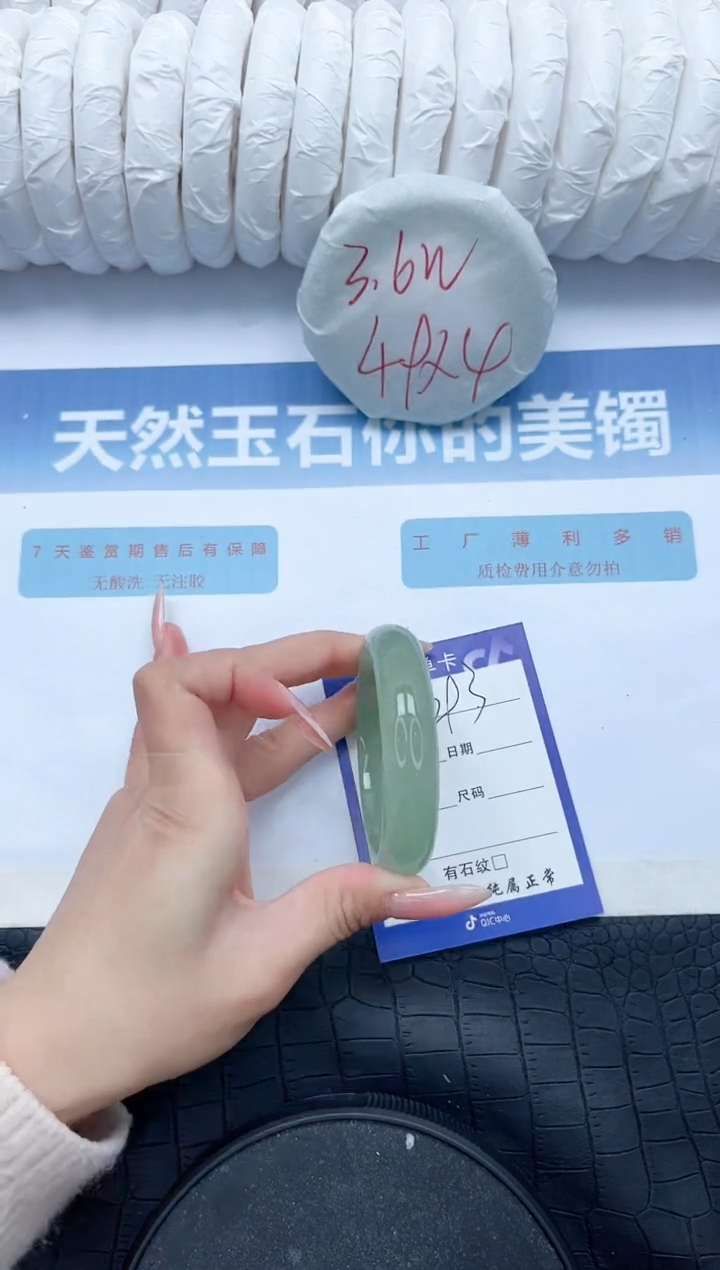 3.6W
天然玉石你的美镯
7天鉴赏期售后有保障
无酸洗 无注胶
工厂薄利多销
质检费用介意勿拍
卡
日期
尺码
有石纹□
纯属正常
QIC中心